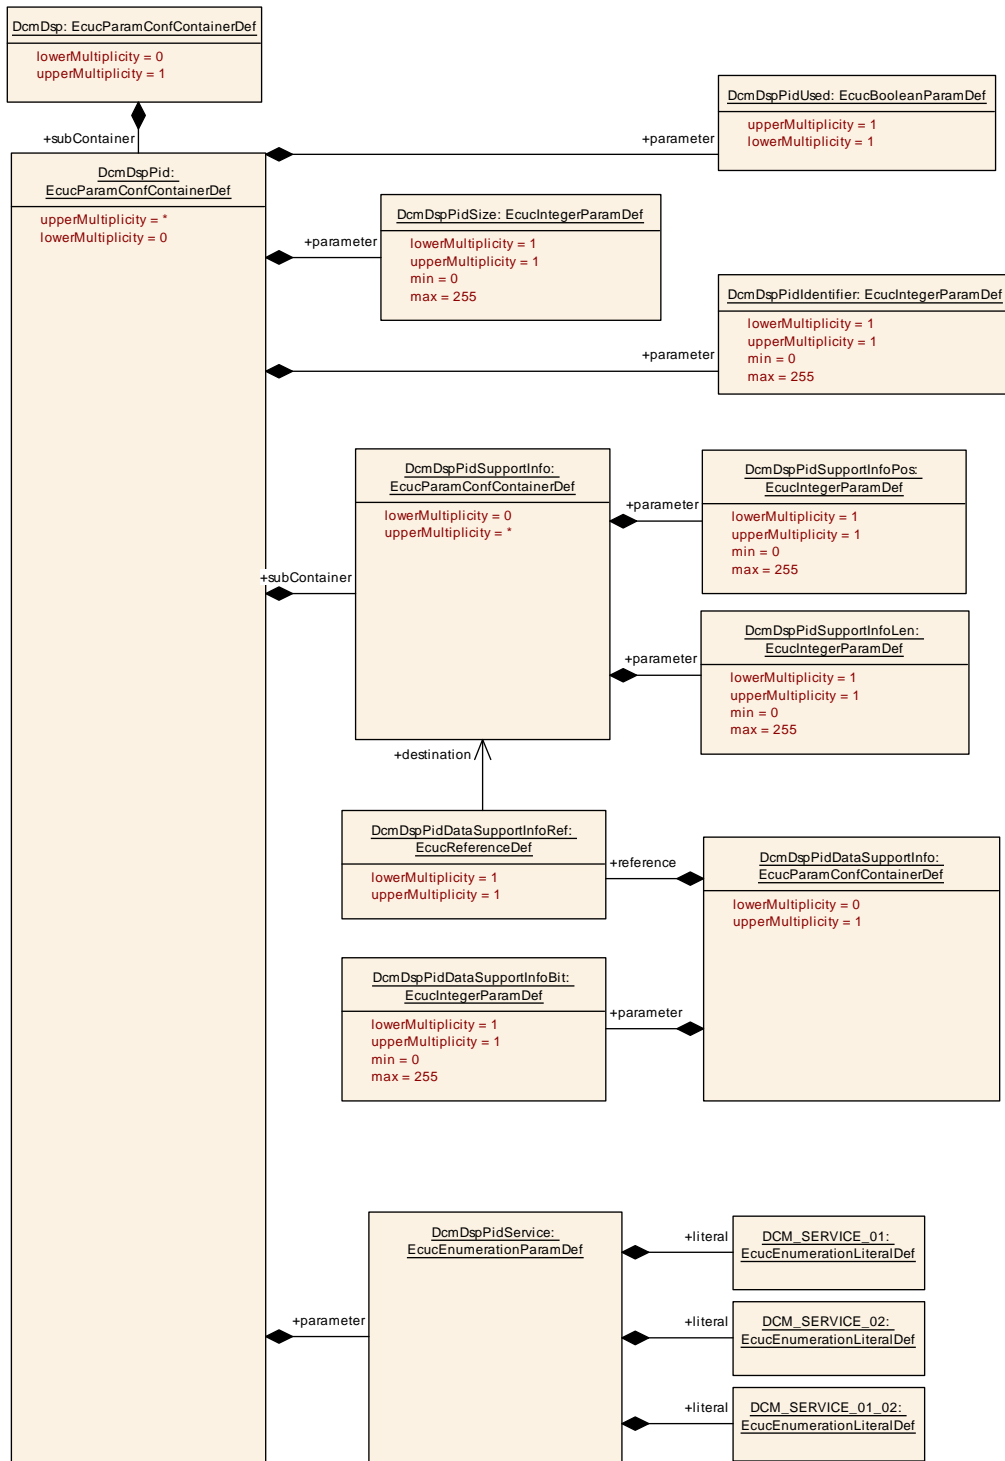 DcmDsp: EcucParamConfContainerDef
lowerMultiplicity = 0
upperMultiplicity = 1
+subContainer
DcmDspPid:
EcucParamConfContainerDef
upperMultiplicity = *
lowerMultiplicity = 0
+parameter
DcmDspPidUsed: EcucBooleanParamDef
upperMultiplicity = 1
lowerMultiplicity = 1
+parameter
DcmDspPidSize: EcucIntegerParamDef
lowerMultiplicity = 1
upperMultiplicity = 1
min = 0
max = 255
+parameter
DcmDspPidIdentifier: EcucIntegerParamDef
lowerMultiplicity = 1
upperMultiplicity = 1
min = 0
max = 255
+subContainer
DcmDspPidSupportInfo:
EcucParamConfContainerDef
lowerMultiplicity = 0
upperMultiplicity = *
+parameter
DcmDspPidSupportInfoPos:
EcucIntegerParamDef
lowerMultiplicity = 1
upperMultiplicity = 1
min = 0
max = 255
+parameter
DcmDspPidSupportInfoLen:
EcucIntegerParamDef
lowerMultiplicity = 1
upperMultiplicity = 1
min = 0
max = 255
+destination
DcmDspPidDataSupportInfoRef:
EcucReferenceDef
lowerMultiplicity = 1
upperMultiplicity = 1
+reference
DcmDspPidDataSupportInfo:
EcucParamConfContainerDef
lowerMultiplicity = 0
upperMultiplicity = 1
DcmDspPidDataSupportInfoBit:
EcucIntegerParamDef
lowerMultiplicity = 1
upperMultiplicity = 1
min = 0
max = 255
+parameter
+parameter
DcmDspPidService:
EcucEnumerationParamDef
+literal
DCM_SERVICE_01:
EcucEnumerationLiteralDef
+literal
DCM_SERVICE_02:
EcucEnumerationLiteralDef
+literal
DCM_SERVICE_01_02:
EcucEnumerationLiteralDef